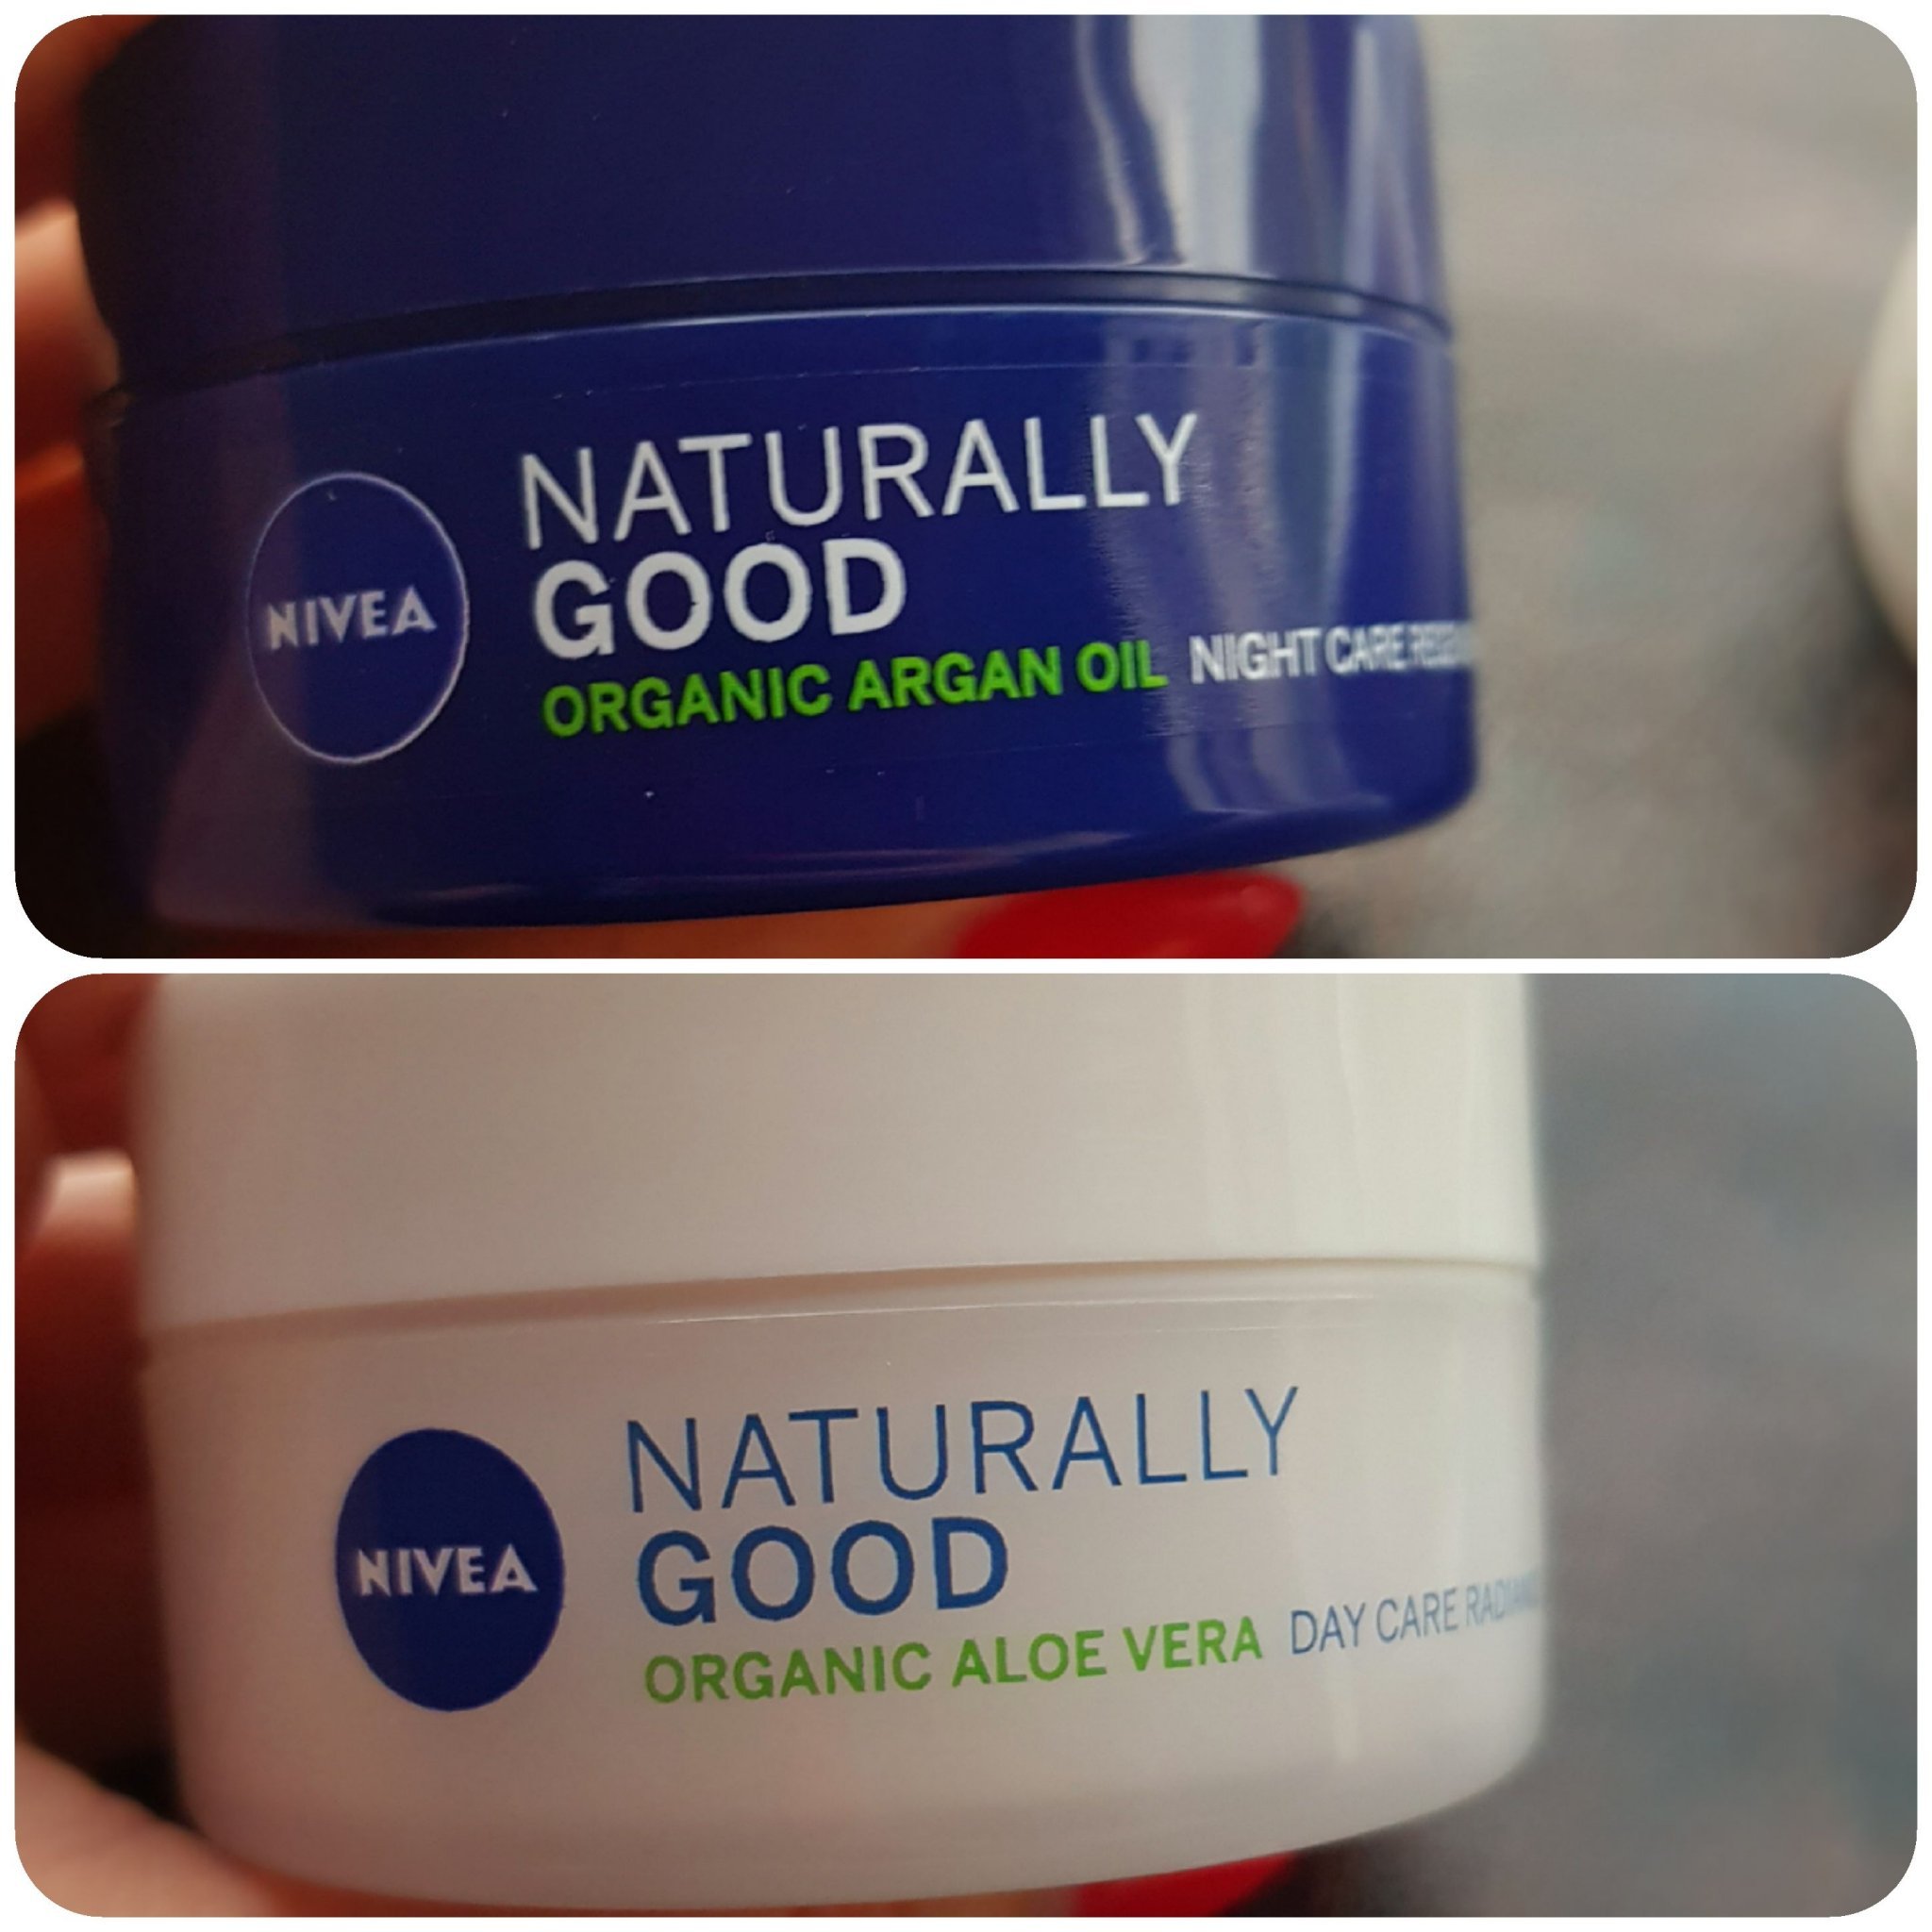 NIVEA
NATURALLY
GOOD
ORGANIC ARGAN OIL NIGHT CARE
NIVEA
NATURALLY
GOOD
ORGANIC ALOE VERA DAY CARE